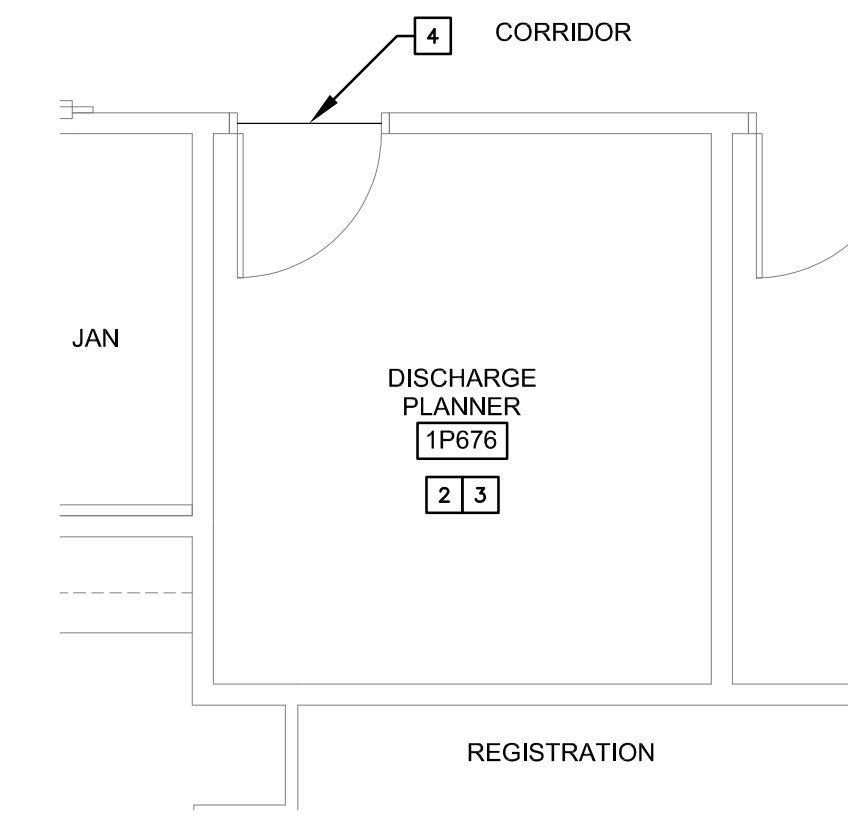 4 CORRIDOR
JAN
DISCHARGE
PLANNER
1P676
2 3
REGISTRATION